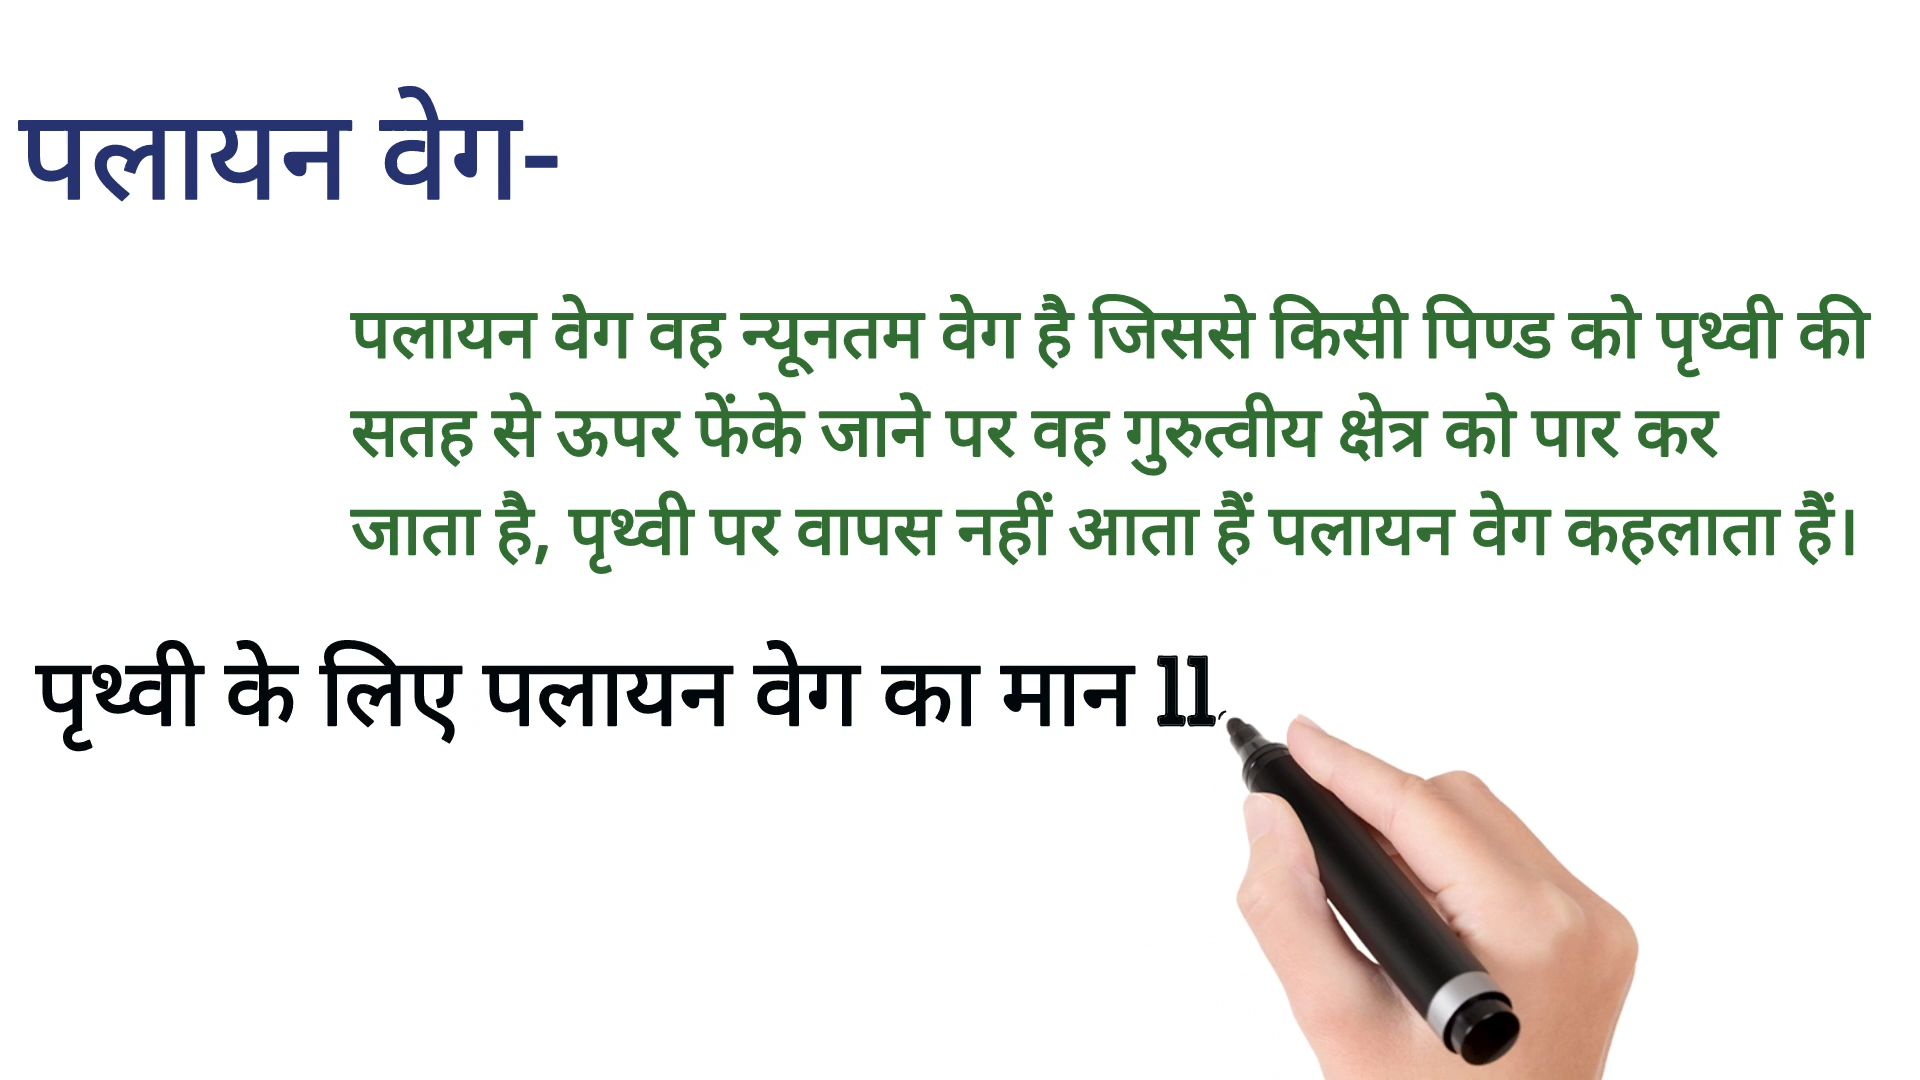 पलायन वेग-
पलायन वेग वह न्यूनतम वेग है जिससे किसी पिण्ड को पृथ्वी की
सतह से ऊपर फेंके जाने पर वह गुरुत्वीय क्षेत्र को पार कर
जाता है, पृथ्वी पर वापस नहीं आता हैं पलायन वेग कहलाता हैं।
पृथ्वी के लिए पलायन वेग का मान 11